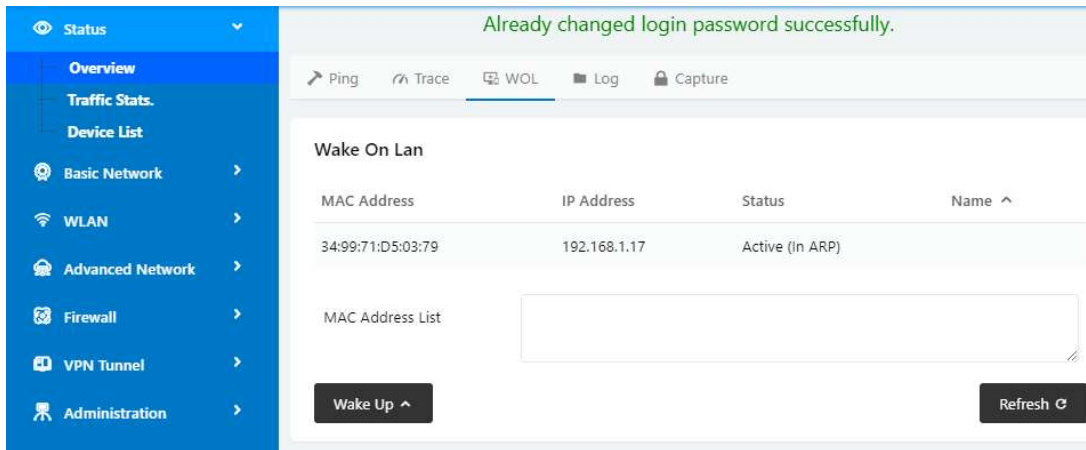 Status
Overview
Traffic Stats.
Device List
Basic Network
WLAN
Advanced Network
Firewall
VPN Tunnel
Administration
Already changed login password successfully.
Ping Trace WOL Log Capture
Wake On Lan
MAC Address IP Address Status Name
34:99:71:D5:03:79 192.168.1.17 Active (In ARP)
MAC Address List
Wake Up Refresh